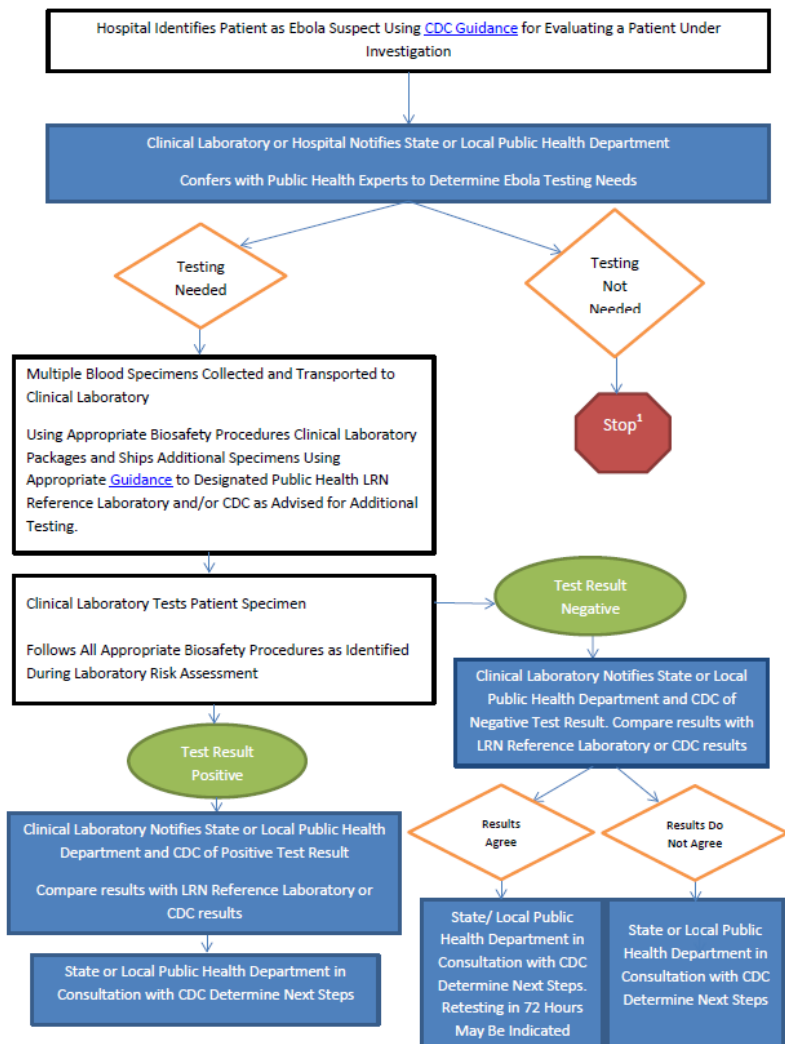 Hospital Identifies Patient as Ebola Suspect Using CDC Guidance for Evaluating a Patient Under
Investigation
Clinical Laboratory or Hospital Notifies State or Local Public Health Department
Confers with Public Health Experts to Determine Ebola Testing Needs
Testing
Needed
Testing
Not
Needed
Multiple Blood Specimens Collected and Transported to
Clinical Laboratory
Using Appropriate Biosafety Procedures Clinical Laboratory
Packages and Ships Additional Specimens Using
Appropriate Guidance to Designated Public Health LRN
Reference Laboratory and/or CDC as Advised for Additional
Testing.
Stop¹
Clinical Laboratory Tests Patient Specimen
Follows All Appropriate Biosafety Procedures as Identified
During Laboratory Risk Assessment
Test Result
Negative
Clinical Laboratory Notifies State or Local
Public Health Department and CDC of
Negative Test Result. Compare results with
LRN Reference Laboratory or CDC results
Test Result
Positive
Clinical Laboratory Notifies State or Local Public Health
Department and CDC of Positive Test Result
Compare results with LRN Reference Laboratory or
CDC results
Results
Agree
Results Do
Not Agree
State or Local Public Health Department in
Consultation with CDC Determine Next Steps
State/ Local Public
Health Department in
Consultation with CDC
Determine Next Steps.
Retesting in 72 Hours
May Be Indicated
State or Local Public
Health Department in
Consultation with CDC
Determine Next Steps